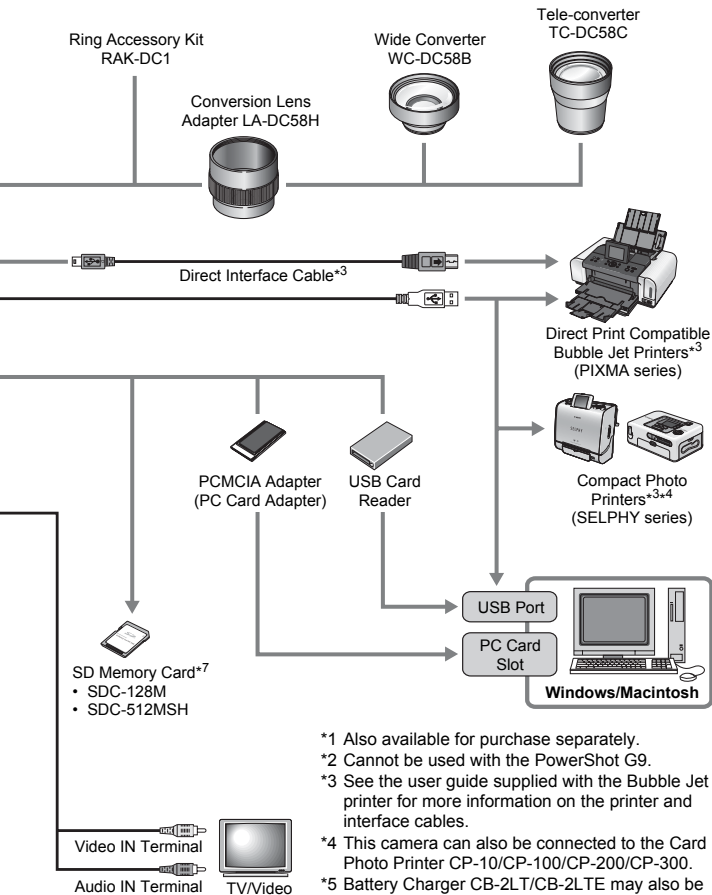 Tele-converter
TC-DC58C
Ring Accessory Kit
RAK-DC1
Wide Converter
WC-DC58B
Conversion Lens
Adapter LA-DC58H
Direct Interface Cable*3
Direct Print Compatible
Bubble Jet Printers*3
(PIXMA series)
PCMCIA Adapter
(PC Card Adapter)
USB Card
Reader
Compact Photo
Printers*3*4
(SELPHY series)
USB Port
PC Card
Slot
Windows/Macintosh
SD Memory Card*7
• SDC-128M
• SDC-512MSH
Video IN Terminal
Audio IN Terminal
TV/Video
*1 Also available for purchase separately.
*2 Cannot be used with the PowerShot G9.
*3 See the user guide supplied with the Bubble Jet
printer for more information on the printer and
interface cables.
*4 This camera can also be connected to the Card
Photo Printer CP-10/CP-100/CP-200/CP-300.
*5 Battery Charger CB-2LT/CB-2LTE may also be